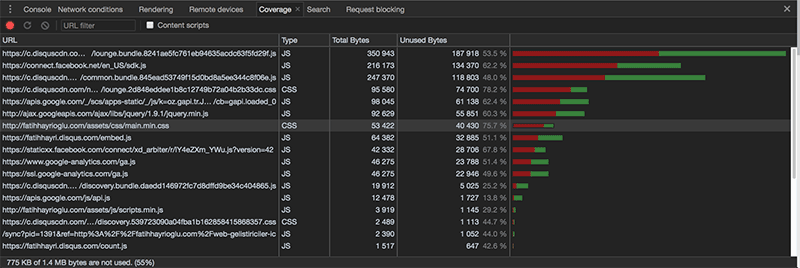 Console Network conditions Rendering Remote devices Coverage × Search Request blocking
URL filter Content scripts
URL Type Total Bytes Unused Bytes
https://c.disquscdn.co... /lounge.bundle.8241ae5fc761eb94635acdc63f5fd29f.js JS 350 943 187 918 53.5 %
https://connect.facebook.net/en_US/sdk.js JS 216 173 134 370 62.2 %
https://c.disquscdn.... /common.bundle.845ead53749f15d0bd8a5ee344c8f06e.js JS 247 370 118 803 48.0 %
https://c.disquscdn.com/n... /lounge.2d848eddee1b8c12749b72a04b2b33dc.css CSS 95 580 74 700 78.2 %
https://apis.google.com/_/scs/apps-static/_/js/k=oz.gapi.tr.J... /cb=gapi.loaded_0 JS 98 045 61 138 62.4 %
http://ajax.googleapis.com/ajax/libs/jquery/1.9.1/jquery.min.js JS 92 629 55 851 60.3 %
http://fatihhayrioglu.com/assets/css/main.min.css CSS 53 422 40 430 75.7 %
https://fatihhayri.disqus.com/embed.js JS 64 382 32 885 51.1 %
https://staticxx.facebook.com/connect/xd_arbiter/r/lY4eZXm_YWu.js?version=42 JS 42 332 28 706 67.8 %
https://www.google-analytics.com/ga.js JS 46 275 23 788 51.4 %
https://ssl.google-analytics.com/ga.js JS 46 275 22 946 49.6 %
https://c.disquscdn.c... /discovery.bundle.daedd146972fc7d8dffd9be34c404865.js JS 19 912 5 025 25.2 %
https://apis.google.com/js/api.js JS 12 478 1 727 13.8 %
http://fatihhayrioglu.com/assets/js/scripts.min.js JS 3 919 1 145 29.2 %
https://c.disquscdn.com/.../discovery.539723090a04fba1b162858415868357.css CSS 2 489 1 113 44.7 %
/sync?pid=1391&ref=http%3A%2F%2Ffatihhayrioglu.com%2Fweb-gelistiriciler-ic JS 2 390 1 052 44.0 %
https://fatihhayri.disqus.com/count.js JS 1 517 647 42.6 %
775 KB of 1.4 MB bytes are not used. (55%)